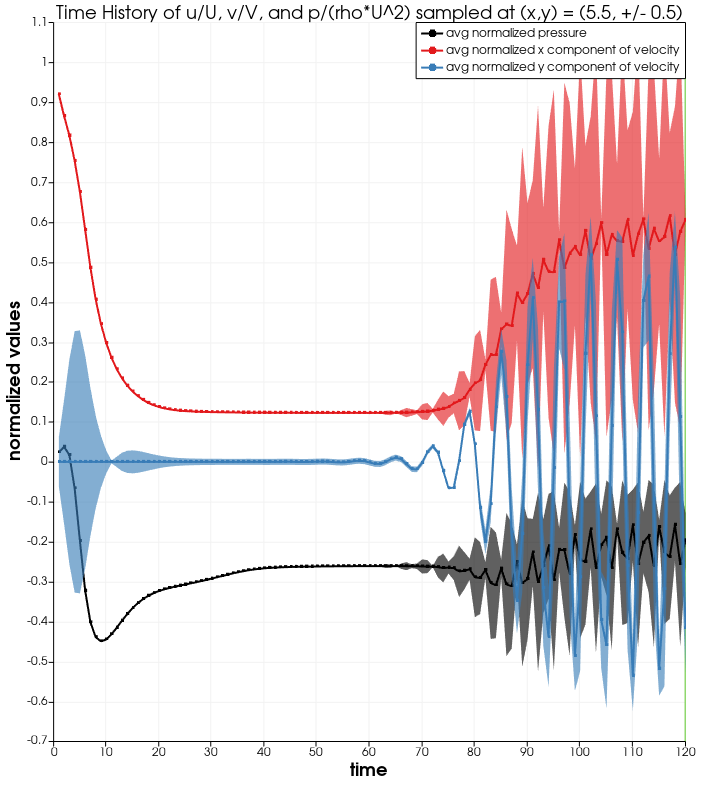 Time History of u/U, v/V, and p/(rho*U^2) sampled at (x,y) = (5.5, +/- 0.5)
avg normalized pressure
avg normalized x component of velocity
avg normalized y component of velocity
normalized values
1.1
1
0.9
0.8
0.7
0.6
0.5
0.4
0.3
0.2
0.1
0
-0.1
-0.2
-0.3
-0.4
-0.5
-0.6
-0.7
0 10 20 30 40 50 60 70 80 90 100 110 120
time